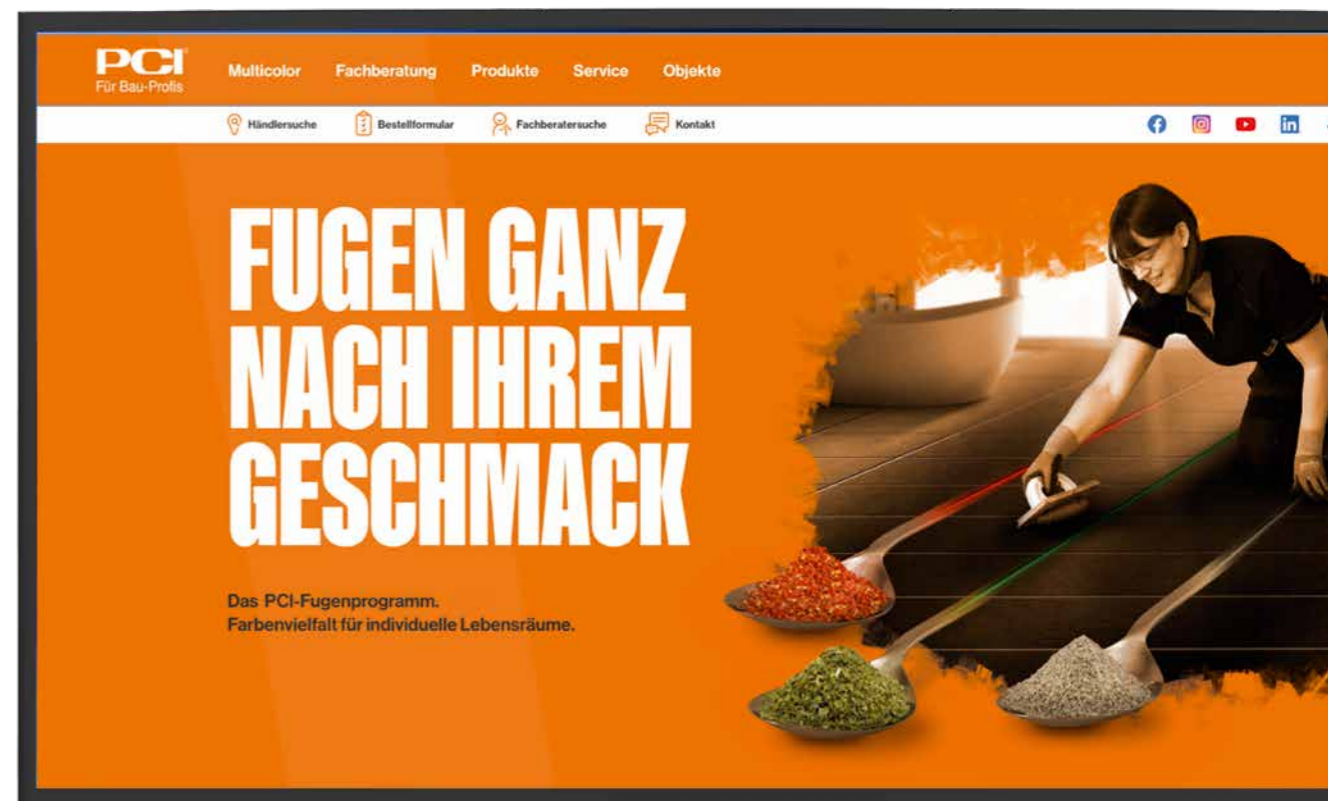 PCI
Für Bau-Profis
Multicolor Fachberatung Produkte Service Objekte
Händlersuche Bestellformular Fachberatersuche Kontakt
FUGEN GANZ
NACH IHREM
GESCHMACK
Das PCI-Fugenprogramm.
Farbenvielfalt für individuelle Lebensräume.